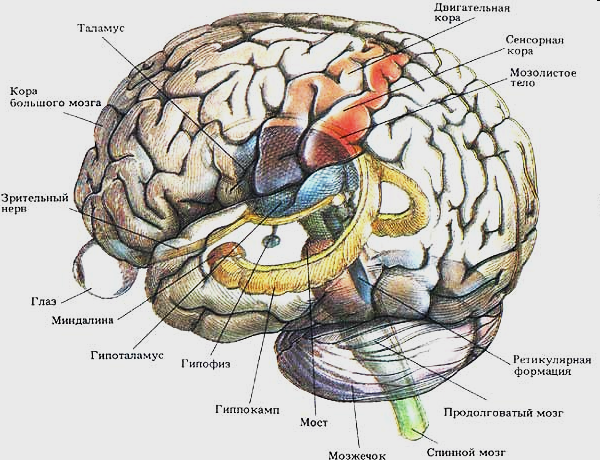 Двигательная
кора
Таламус
Сенсорная
кора
Мозолистое
тело
Кора
большого мозга
Зрительный
нерв
Глаз
Миндалина
Гипоталамус
Гипофиз
Ретикулярная
формация
Гиппокамп
Продолговатый мозг
Мост
Спинной мозг
Мозжечок